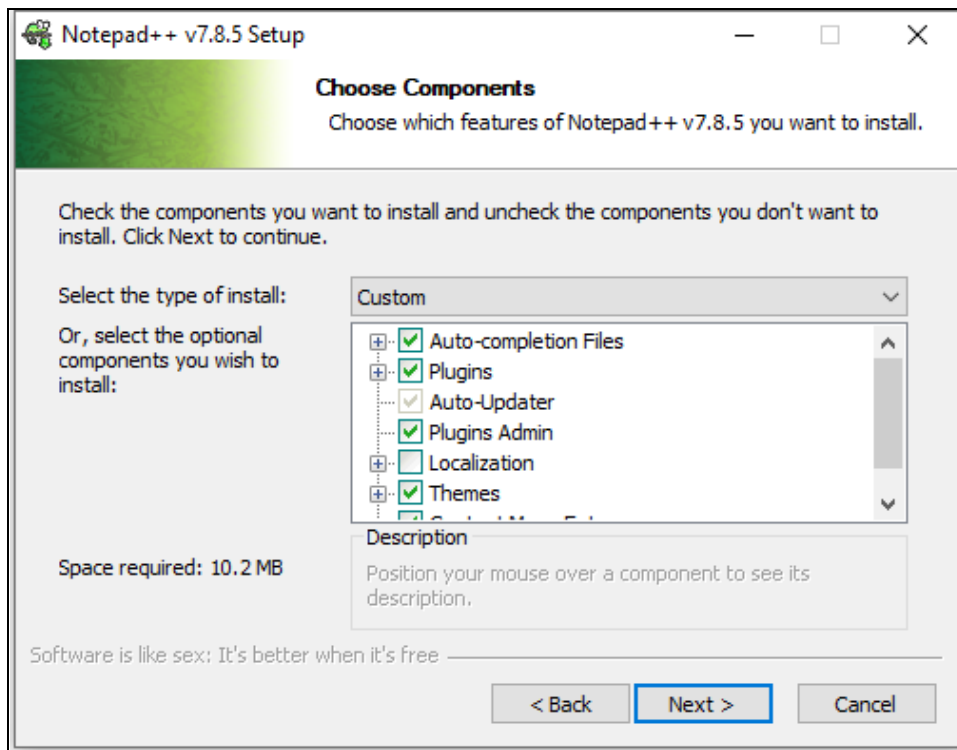 Notepad++ v7.8.5 Setup
Choose Components
Choose which features of Notepad++ v7.8.5 you want to install.
Check the components you want to install and uncheck the components you don't want to
install. Click Next to continue.
Select the type of install:
Custom
Or, select the optional
components you wish to
install:
Auto-completion Files
Plugins
Auto-Updater
Plugins Admin
Localization
Themes
Space required: 10.2 MB
Description
Position your mouse over a component to see its
description.
Software is like sex: It's better when it's free
< Back
Next >
Cancel